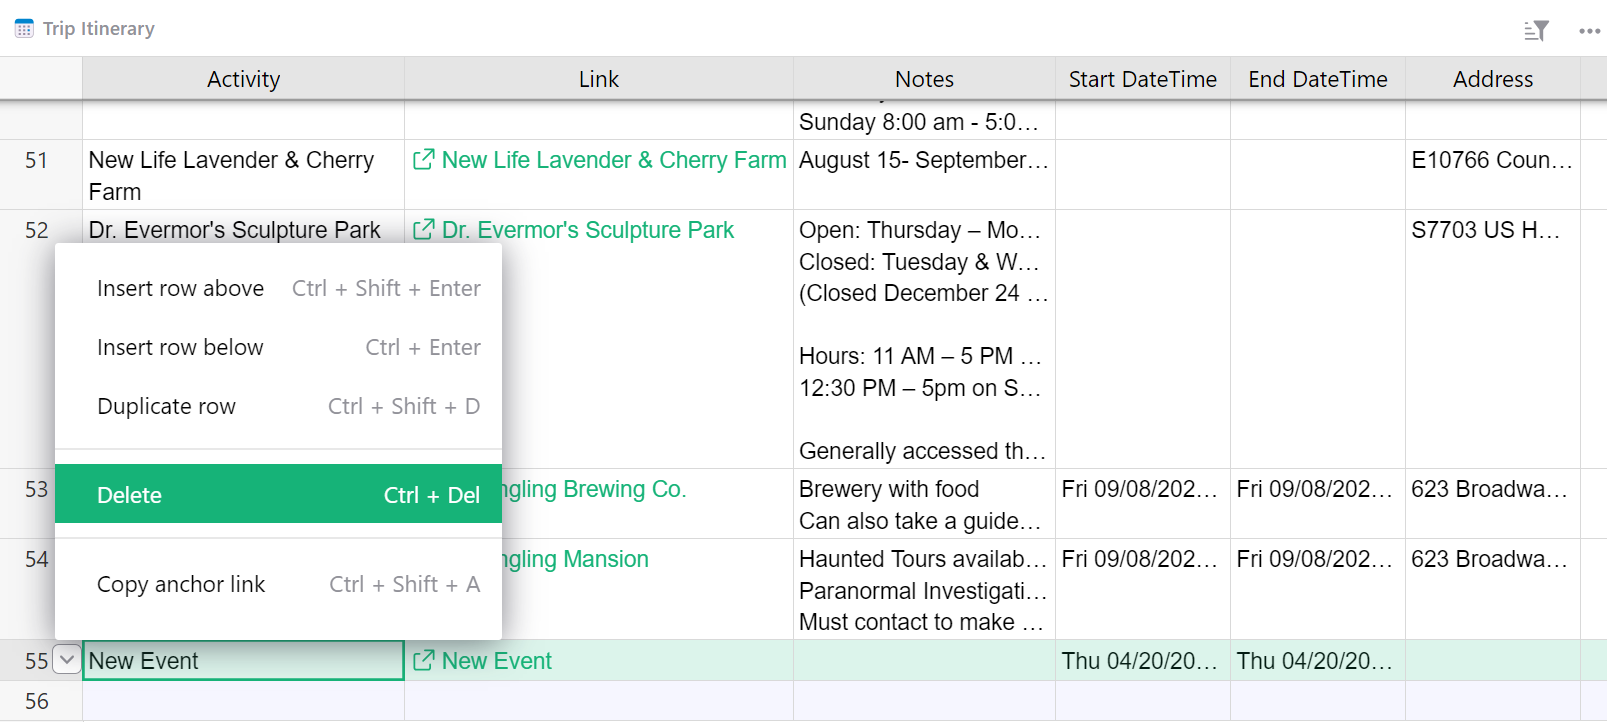 Trip Itinerary
Activity Link Notes Start DateTime End DateTime Address
Sunday 8:00 am - 5:0…
51 New Life Lavender & Cherry New Life Lavender & Cherry Farm August 15- September… E10766 Coun…
Farm
52 Dr. Evermor's Sculpture Park Dr. Evermor's Sculpture Park Open: Thursday – Mo… S7703 US H…
Closed: Tuesday & W…
(Closed December 24 …
Hours: 11 AM – 5 PM …
12:30 PM – 5pm on S…
Generally accessed th…
Insert row above Ctrl + Shift + Enter
Insert row below Ctrl + Enter
Duplicate row Ctrl + Shift + D
Delete Ctrl + Del
Copy anchor link Ctrl + Shift + A
53 ngling Brewing Co. Brewery with food Fri 09/08/202… Fri 09/08/202… 623 Broadwa…
Can also take a guide…
54 ngling Mansion Haunted Tours availab… Fri 09/08/202… Fri 09/08/202… 623 Broadwa…
Paranormal Investigati…
Must contact to make …
55 New Event New Event Thu 04/20/20… Thu 04/20/20…
56